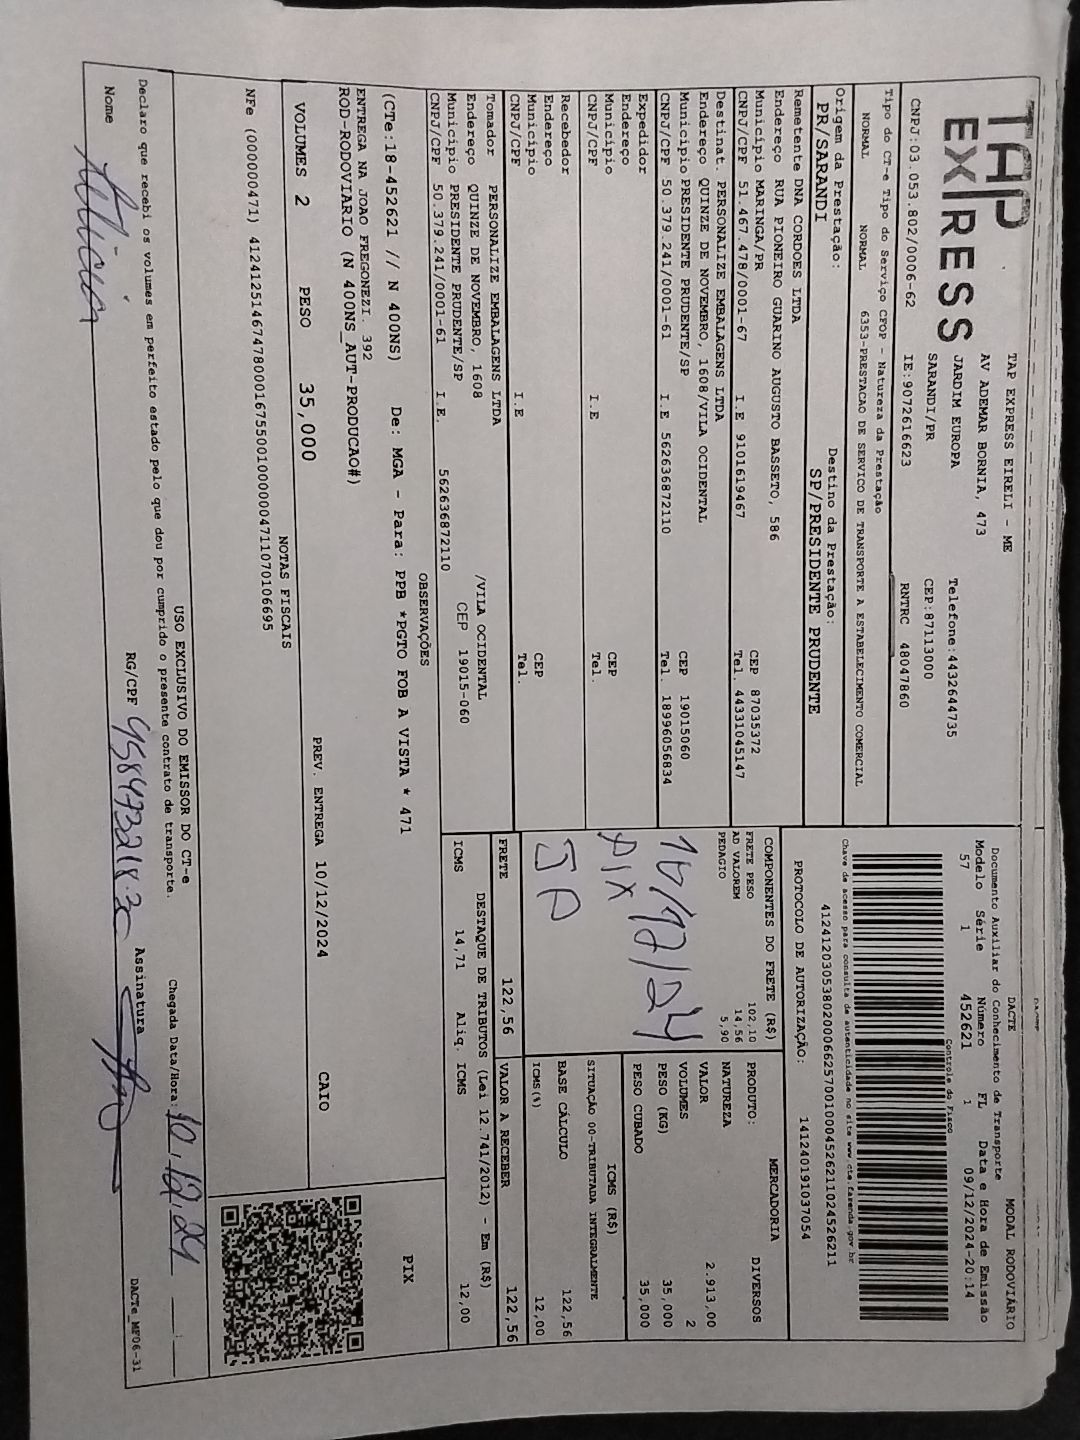 TAP EXPRESS
TAP EXPRESS EIRELI - ME
AV ADEMAR BORNIA, 473
JARDIM EUROPA
SARANDI/PR
Telefone:4432644735
CEP:87113000
CNPJ:03.053.802/0006-62 IE:9072616623 RNTRC 48047860
DACTE MODAL RODOVIÁRIO
Documento Auxiliar do Conhecimento de Transporte
Modelo Série Número FL Data e Hora de Emissão
57 1 452621 1 09/12/2024-20:14
Controle do Fisco
Chave de acesso para consulta de autenticidade no site www.cte.fazenda.gov.br
41241203053802000662570010004526211024526211
PROTOCOLO DE AUTORIZAÇÃO: 141240191037054
Tipo do CT-e Tipo do Serviço CFOP - Natureza da Prestação
NORMAL NORMAL 6353-PRESTACAO DE SERVICO DE TRANSPORTE A ESTABELECIMENTO COMERCIAL
Origem da Prestação: Destino da Prestação:
PR/SARANDI SP/PRESIDENTE PRUDENTE
Remetente DNA CORDOES LTDA
Endereço RUA PIONEIRO GUARINO AUGUSTO BASSETO, 586
Município MARINGA/PR CEP 87035372
CNPJ/CPF 51.467.478/0001-67 I.E 9101619467 Tel. 44331045147
Destinat. PERSONALIZE EMBALAGENS LTDA
Endereço QUINZE DE NOVEMBRO, 1608/VILA OCIDENTAL
Município PRESIDENTE PRUDENTE/SP CEP 19015060
CNPJ/CPF 50.379.241/0001-61 I.E 562636872110 Tel. 18996056834
Expedidor
Endereço
Município CEP
CNPJ/CPF I.E Tel.
Recebedor
Endereço
Município CEP
CNPJ/CPF I.E Tel.
Tomador PERSONALIZE EMBALAGENS LTDA
Endereço QUINZE DE NOVEMBRO, 1608 /VILA OCIDENTAL
Município PRESIDENTE PRUDENTE/SP CEP 19015-060
CNPJ/CPF 50.379.241/0001-61 I.E. 562636872110
COMPONENTES DO FRETE (R$)
FRETE PESO 102,10
AD VALOREM 14,56
PEDAGIO 5,90
10/12/24
PIX
JP
MERCADORIA
PRODUTO: DIVERSOS
NATUREZA
VALOR 2.913,00
VOLUMES 2
PESO (KG) 35,000
PESO CUBADO 35,000
ICMS (R$)
SITUAÇÃO 00-TRIBUTADA INTEGRALMENTE
BASE CÁLCULO 122,56
ICMS(%) 12,00
FRETE 122,56 VALOR A RECEBER 122,56
DESTAQUE DE TRIBUTOS (Lei 12.741/2012) - Em (R$)
ICMS 14,71 Aliq. ICMS 12,00
OBSERVAÇÕES
(CTe:18-452621 // N 400NS) De: MGA - Para: PPB *PGTO FOB A VISTA * 471
ENTREGA NA JOAO FREGONEZI, 392
ROD-RODOVIARIO (N 400NS_AUT-PRODUCAO#)
PIX
VOLUMES 2 PESO 35,000 PREV. ENTREGA 10/12/2024 CAIO
NOTAS FISCAIS
NFe (000000471) 41241251467478000167550010000004711070106695
USO EXCLUSIVO DO EMISSOR DO CT-e
Declaro que recebi os volumes em perfeito estado pelo que dou por cumprido o presente contrato de transporte. Chegada Data/Hora: 10.12.24
Nome RG/CPF Assinatura
DACTe_MF06-31